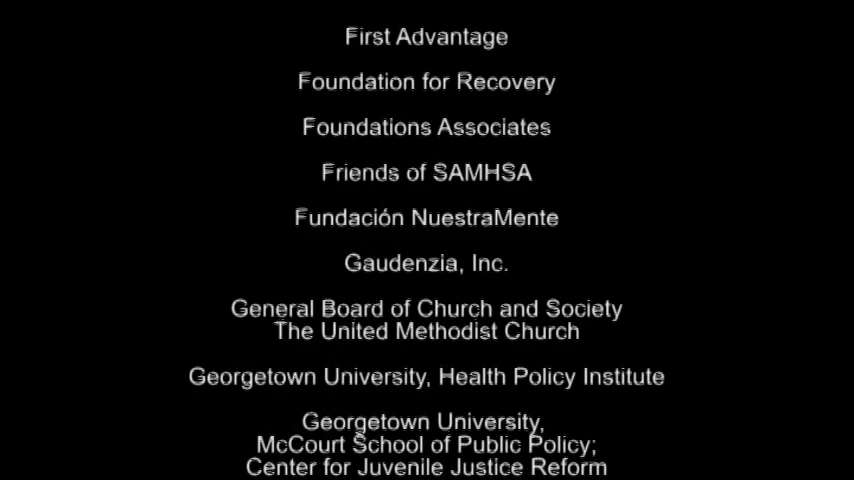 First Advantage
Foundation for Recovery
Foundations Associates
Friends of SAMHSA
Fundación NuestraMente
Gaudenzia, Inc.
General Board of Church and Society
The United Methodist Church
Georgetown University, Health Policy Institute
Georgetown University,
McCourt School of Public Policy;
Center for Juvenile Justice Reform